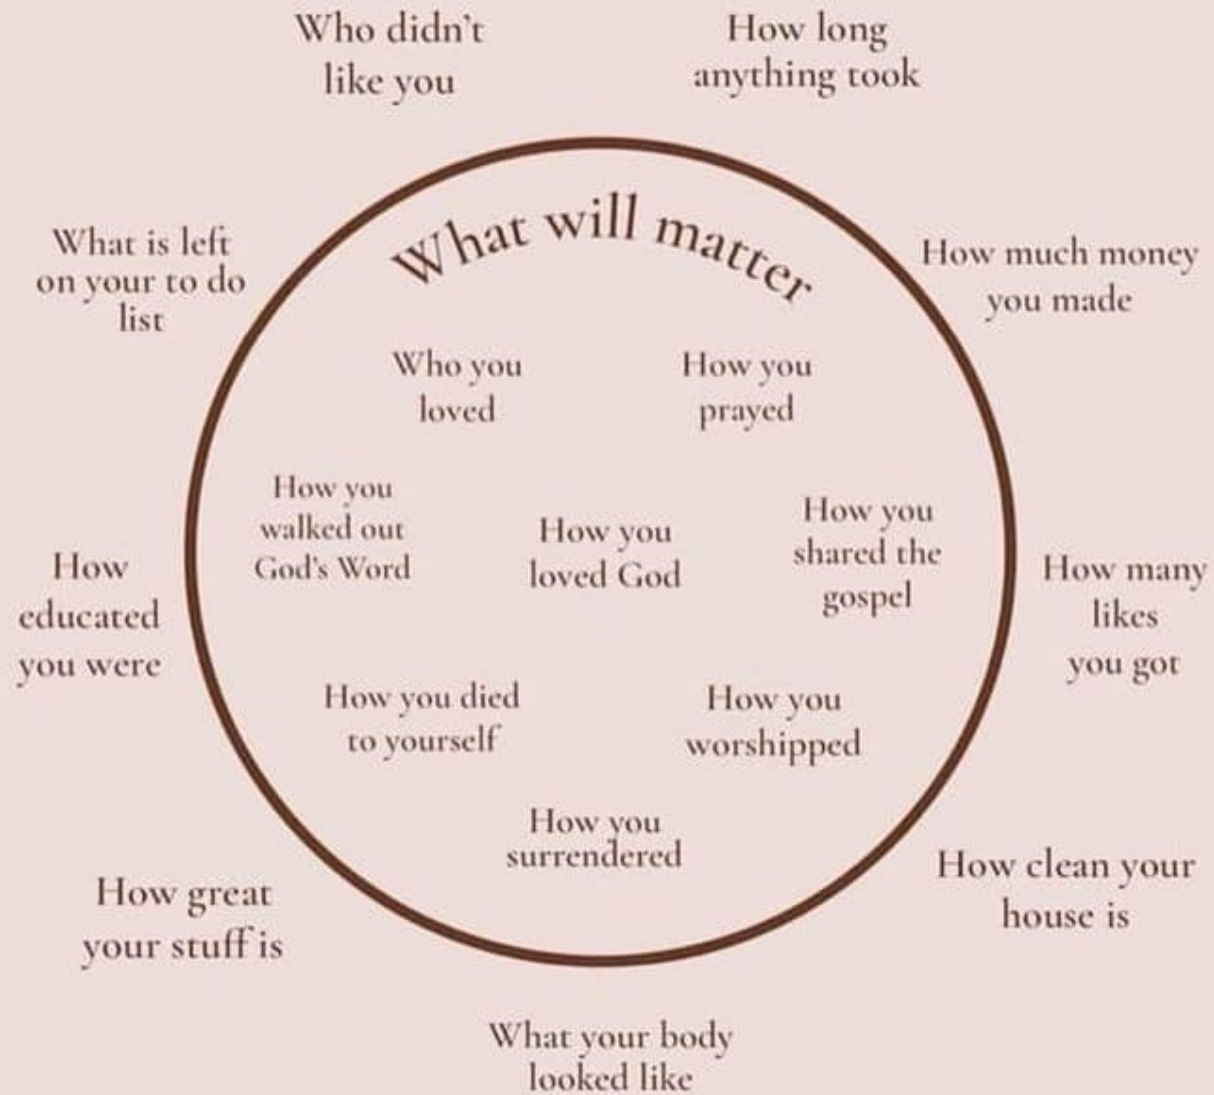 Who didn't
like you
How long
anything took
What will matter
What is left
on your to do
list
How much money
you made
Who you
loved
How you
prayed
How you
walked out
God's Word
How you
loved God
How you
shared the
gospel
How
educated
you were
How many
likes
you got
How you died
to yourself
How you
worshipped
How you
surrendered
How great
your stuff is
How clean your
house is
What your body
looked like